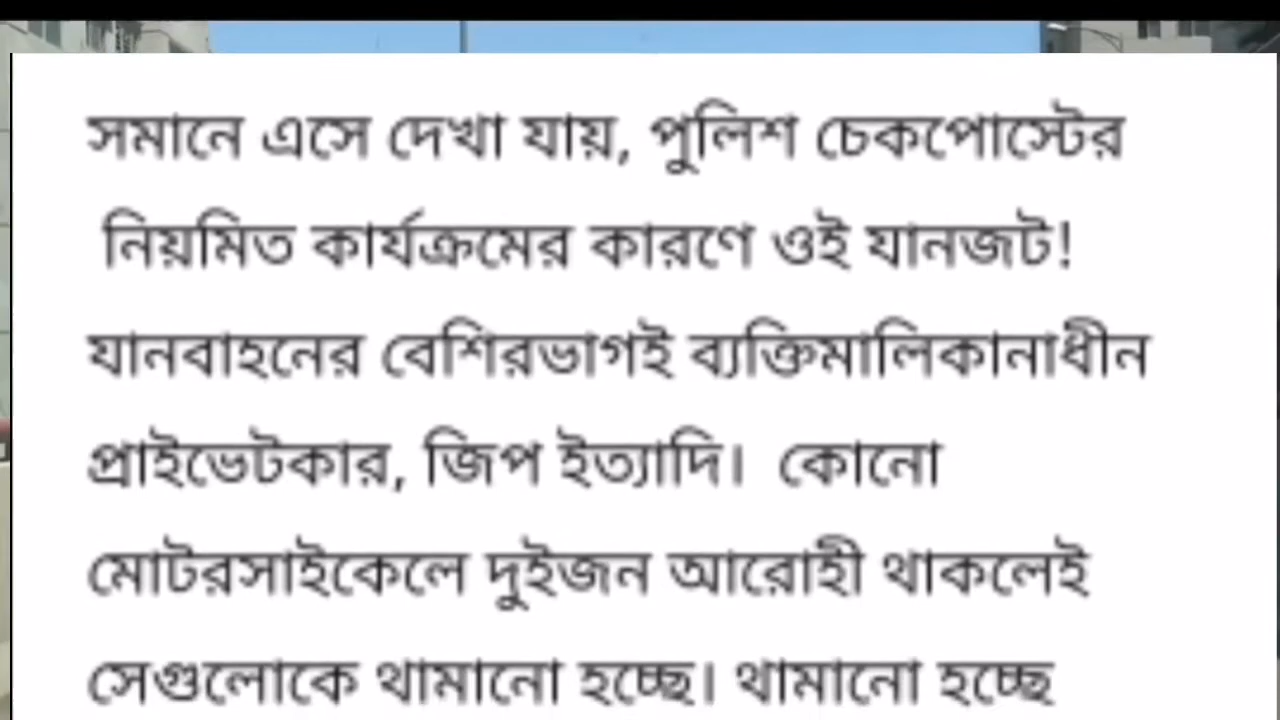 সমানে এসে দেখা যায়, পুলিশ চেকপোস্টের
নিয়মিত কার্যক্রমের কারণে ওই যানজট!
যানবাহনের বেশিরভাগই ব্যক্তিমালিকানাধীন
প্রাইভেটকার, জিপ ইত্যাদি। কোনো
মোটরসাইকেলে দুইজন আরোহী থাকলেই
সেগুলোকে থামানো হচ্ছে। থামানো হচ্ছে